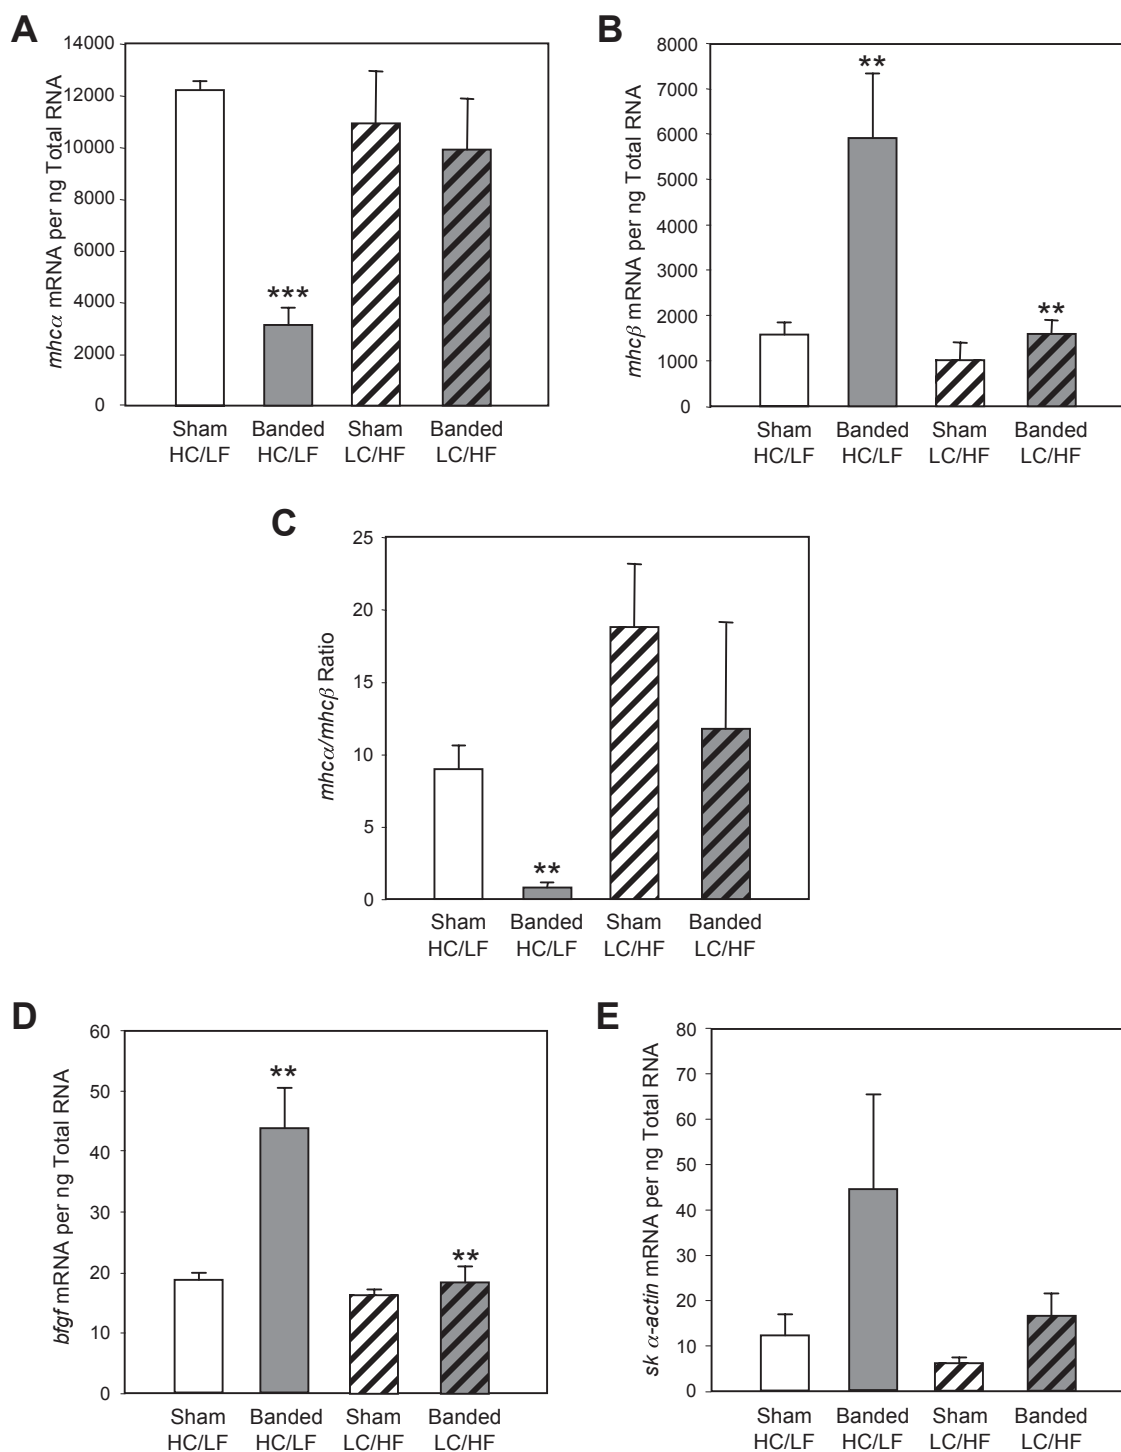 A
mhcα mRNA per ng Total RNA
14000
12000
10000
8000
6000
4000
2000
0
***
Sham Banded Sham Banded
HC/LF HC/LF LC/HF LC/HF
B
mhcβ mRNA per ng Total RNA
8000
7000
6000
5000
4000
3000
2000
1000
0
**
**
Sham Banded Sham Banded
HC/LF HC/LF LC/HF LC/HF
C
mhcα/mhcβ Ratio
25
20
15
10
5
0
**
Sham Banded Sham Banded
HC/LF HC/LF LC/HF LC/HF
D
bfgf mRNA per ng Total RNA
60
50
40
30
20
10
0
**
**
Sham Banded Sham Banded
HC/LF HC/LF LC/HF LC/HF
E
sk α-actin mRNA per ng Total RNA
80
70
60
50
40
30
20
10
0
Sham Banded Sham Banded
HC/LF HC/LF LC/HF LC/HF